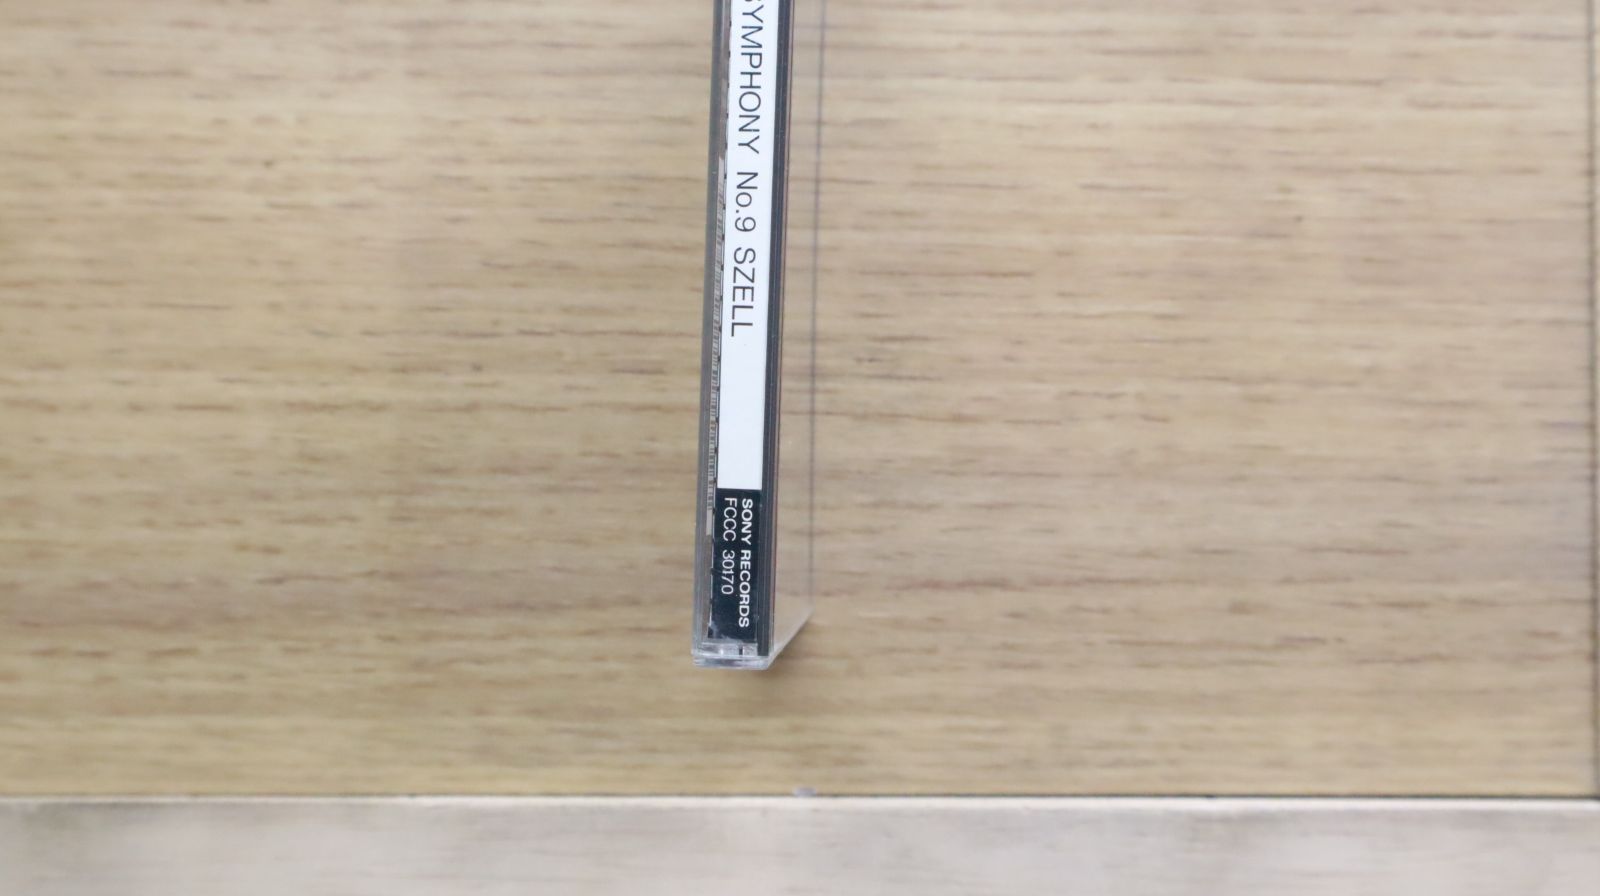 SYMPHONY No.9 SZELL
SONY RECORDS
FCCC 30170